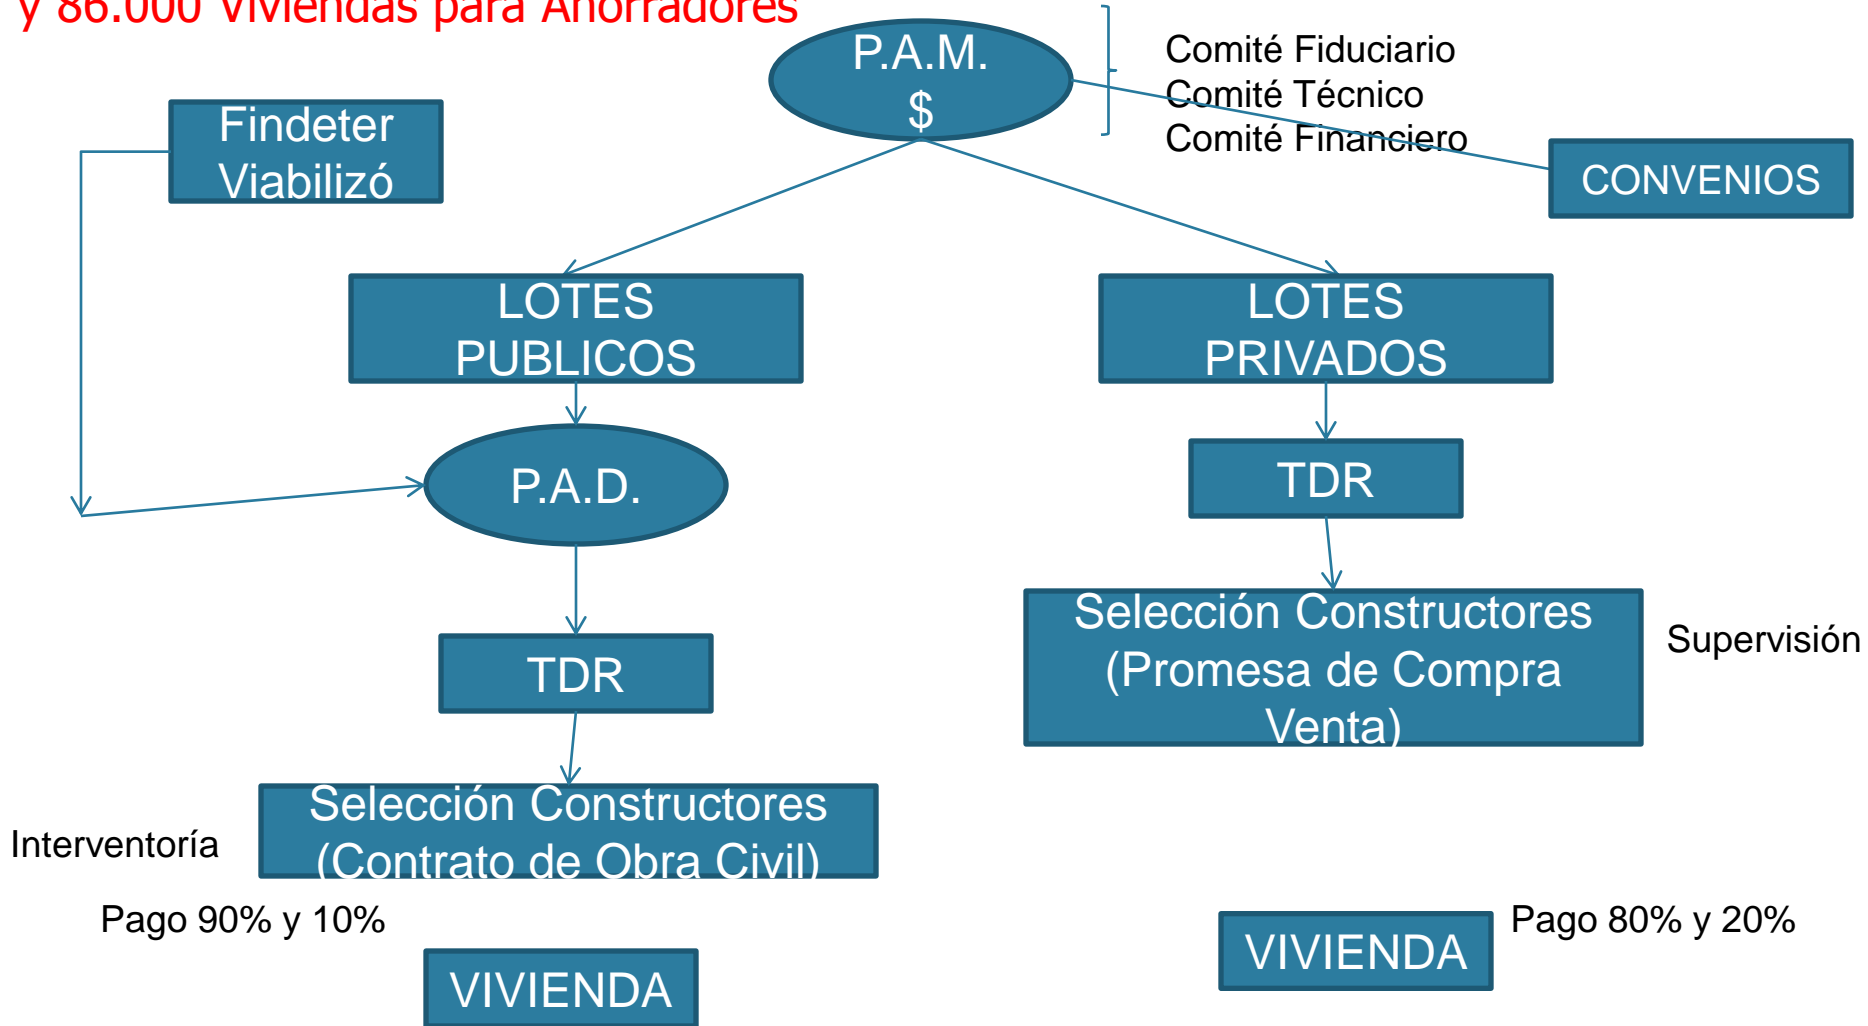 y 86.000 Viviendas para Ahorradores
P.A.M.
$
Comité Fiduciario
Comité Técnico
Comité Financiero
Findeter
Viabilizó
CONVENIOS
LOTES
PUBLICOS
LOTES
PRIVADOS
P.A.D.
TDR
TDR
Selección Constructores
(Promesa de Compra
Venta)
Supervisión
Selección Constructores
(Contrato de Obra Civil)
Interventoría
Pago 90% y 10%
Pago 80% y 20%
VIVIENDA
VIVIENDA